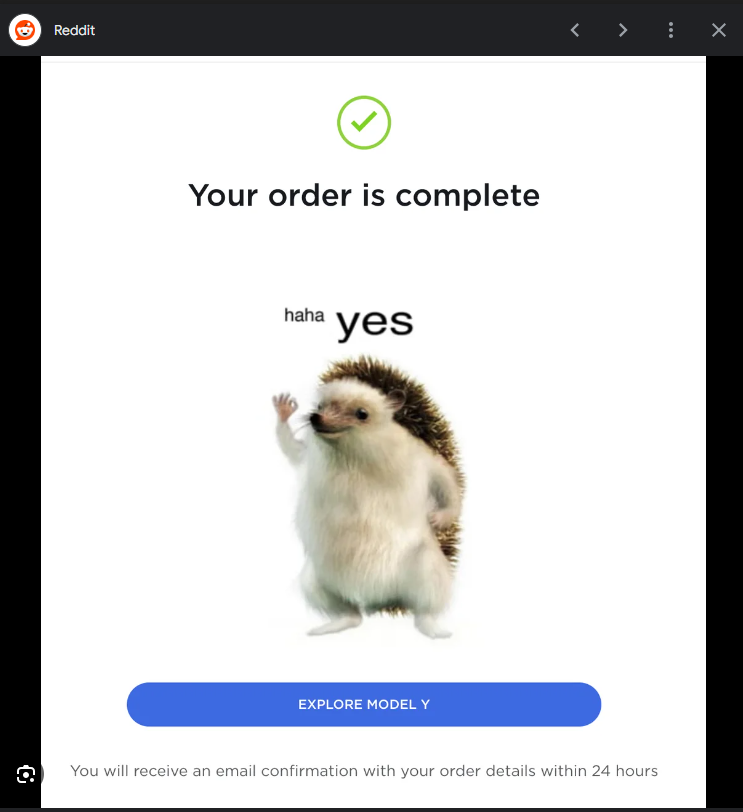 Reddit
Your order is complete
haha yes
EXPLORE MODEL Y
You will receive an email confirmation with your order details within 24 hours